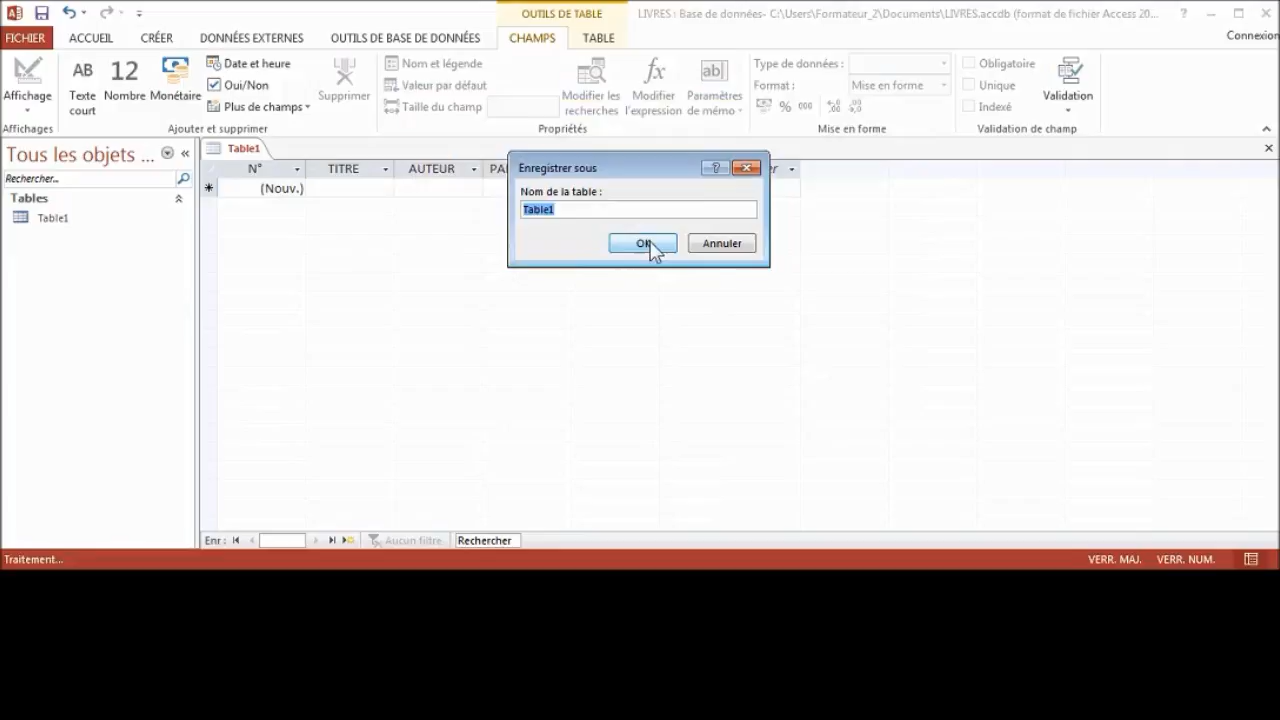 OUTILS DE TABLE
LIVRES : Base de données- C:\Users\Formateur_2\Documents\LIVRES.accdb (format de fichier Access 20...
FICHIER ACCUEIL CRÉER DONNÉES EXTERNES OUTILS DE BASE DE DONNÉES CHAMPS TABLE Connexion
Affichage
AB
Texte court
12
Nombre
Monétaire
Date et heure
Oui/Non
Plus de champs
Supprimer
Nom et légende
Valeur par défaut
Taille du champ
Modifier les recherches
fx
Modifier l'expression
ab
Paramètres de mémo
Type de données :
Format : Mise en forme
% 000
Obligatoire
Unique
Indexé
Validation
Affichages Ajouter et supprimer Propriétés Mise en forme Validation de champ
Tous les objets ...
Rechercher...
Tables
Table1
Table1
N° TITRE AUTEUR
(Nouv.)
Enregistrer sous
Nom de la table :
Table1
OK Annuler
Enr : Aucun filtre Rechercher
Traitement... VERR. MAJ. VERR. NUM.